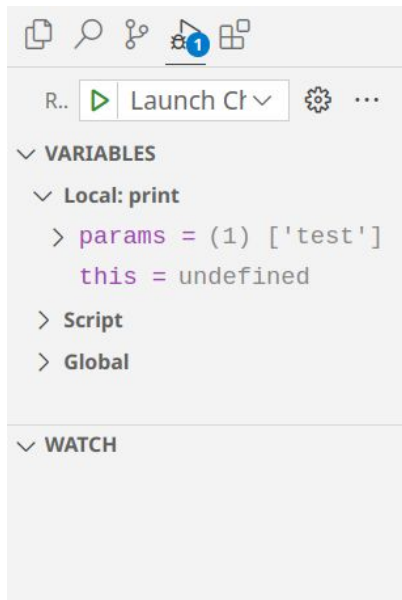 1
R.. Launch Ch
VARIABLES
Local: print
params = (1) ['test']
this = undefined
Script
Global
WATCH